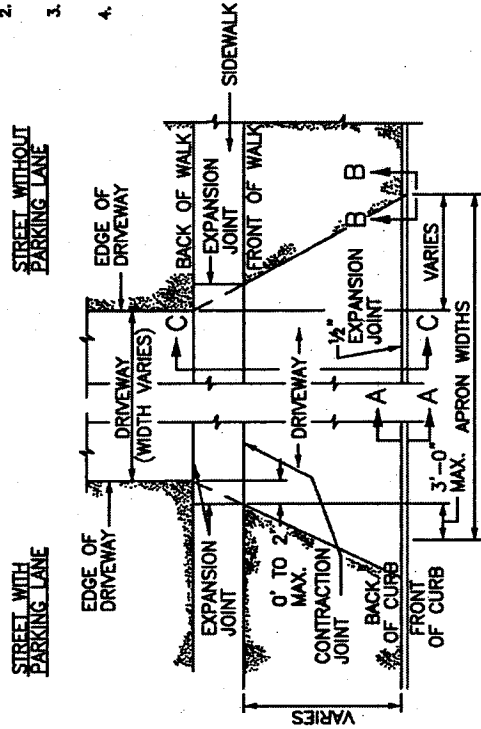 2.
3.
4.
STREET WITH
PARKING LANE
STREET WITHOUT
PARKING LANE
EDGE OF
DRIVEWAY
DRIVEWAY
(WIDTH VARIES)
EDGE OF
DRIVEWAY
BACK OF WALK
EXPANSION
JOINT
FRONT OF WALK
SIDEWALK
EXPANSION
JOINT
0' TO 2'
MAX.
CONTRACTION
JOINT
DRIVEWAY
C
C
1/2"
EXPANSION
JOINT
B
B
BACK
OF CURB
FRONT
OF CURB
A
A
3'-0"
MAX.
VARIES
APRON WIDTHS
VARIES